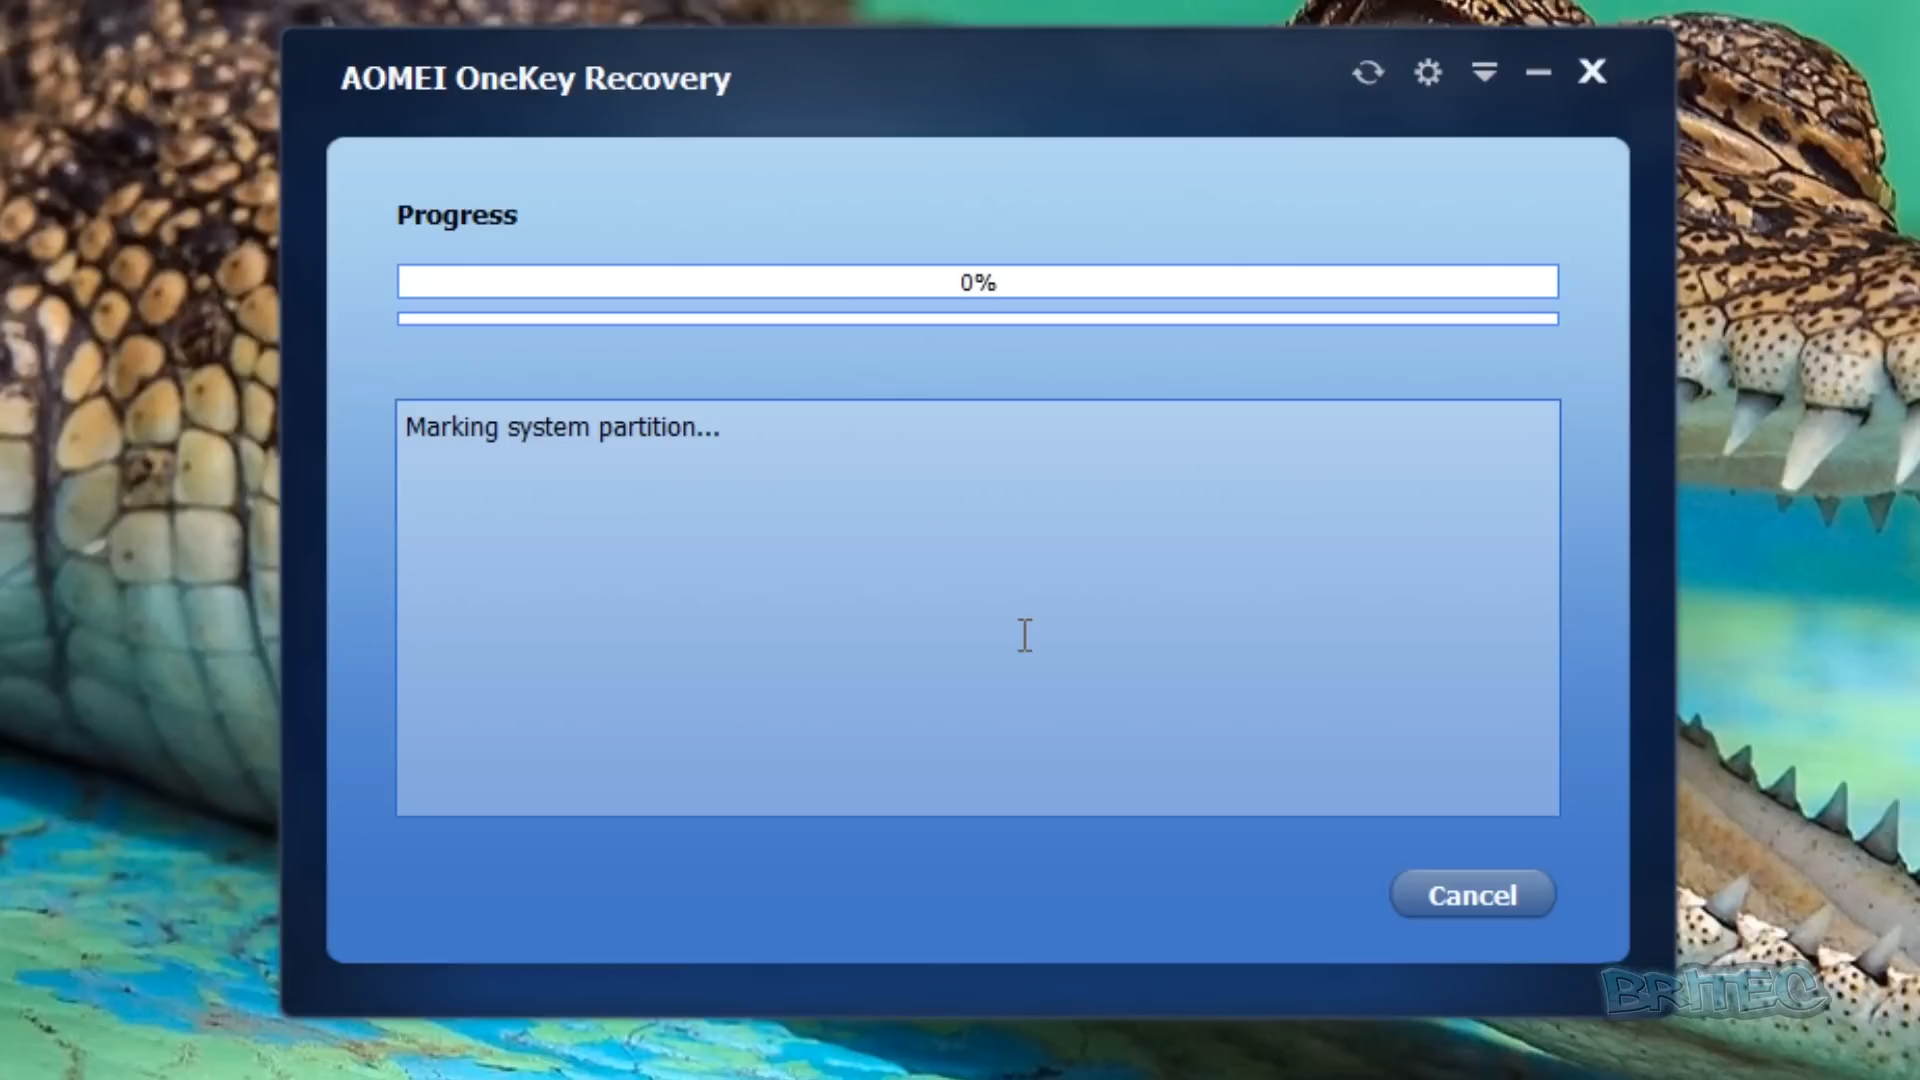 AOMEI OneKey Recovery
Progress
0%
Marking system partition...
Cancel
BRITEC